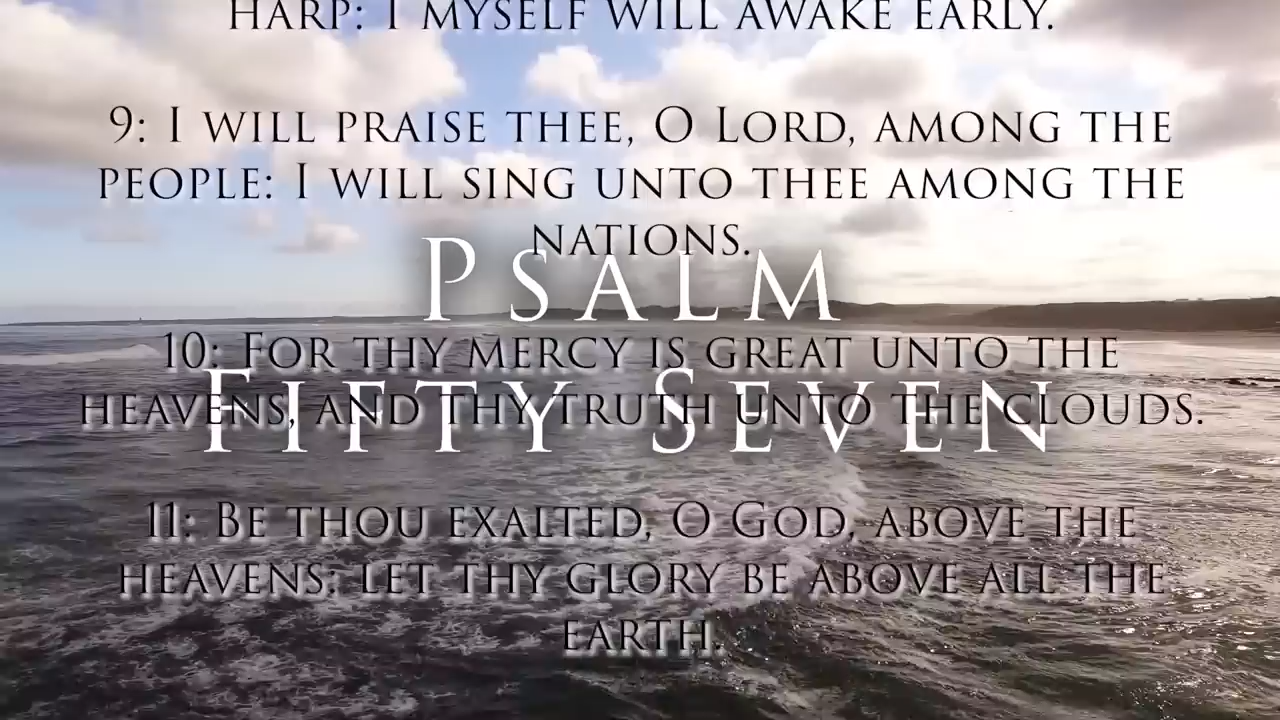 HARP: I MYSELF WILL AWAKE EARLY.
9: I WILL PRAISE THEE, O LORD, AMONG THE
PEOPLE: I WILL SING UNTO THEE AMONG THE
NATIONS.
PSALM
10: FOR THY MERCY IS GREAT UNTO THE
HEAVENS, AND THY TRUTH UNTO THE CLOUDS.
FIFTY SEVEN
11: BE THOU EXALTED, O GOD, ABOVE THE
HEAVENS: LET THY GLORY BE ABOVE ALL THE
EARTH.